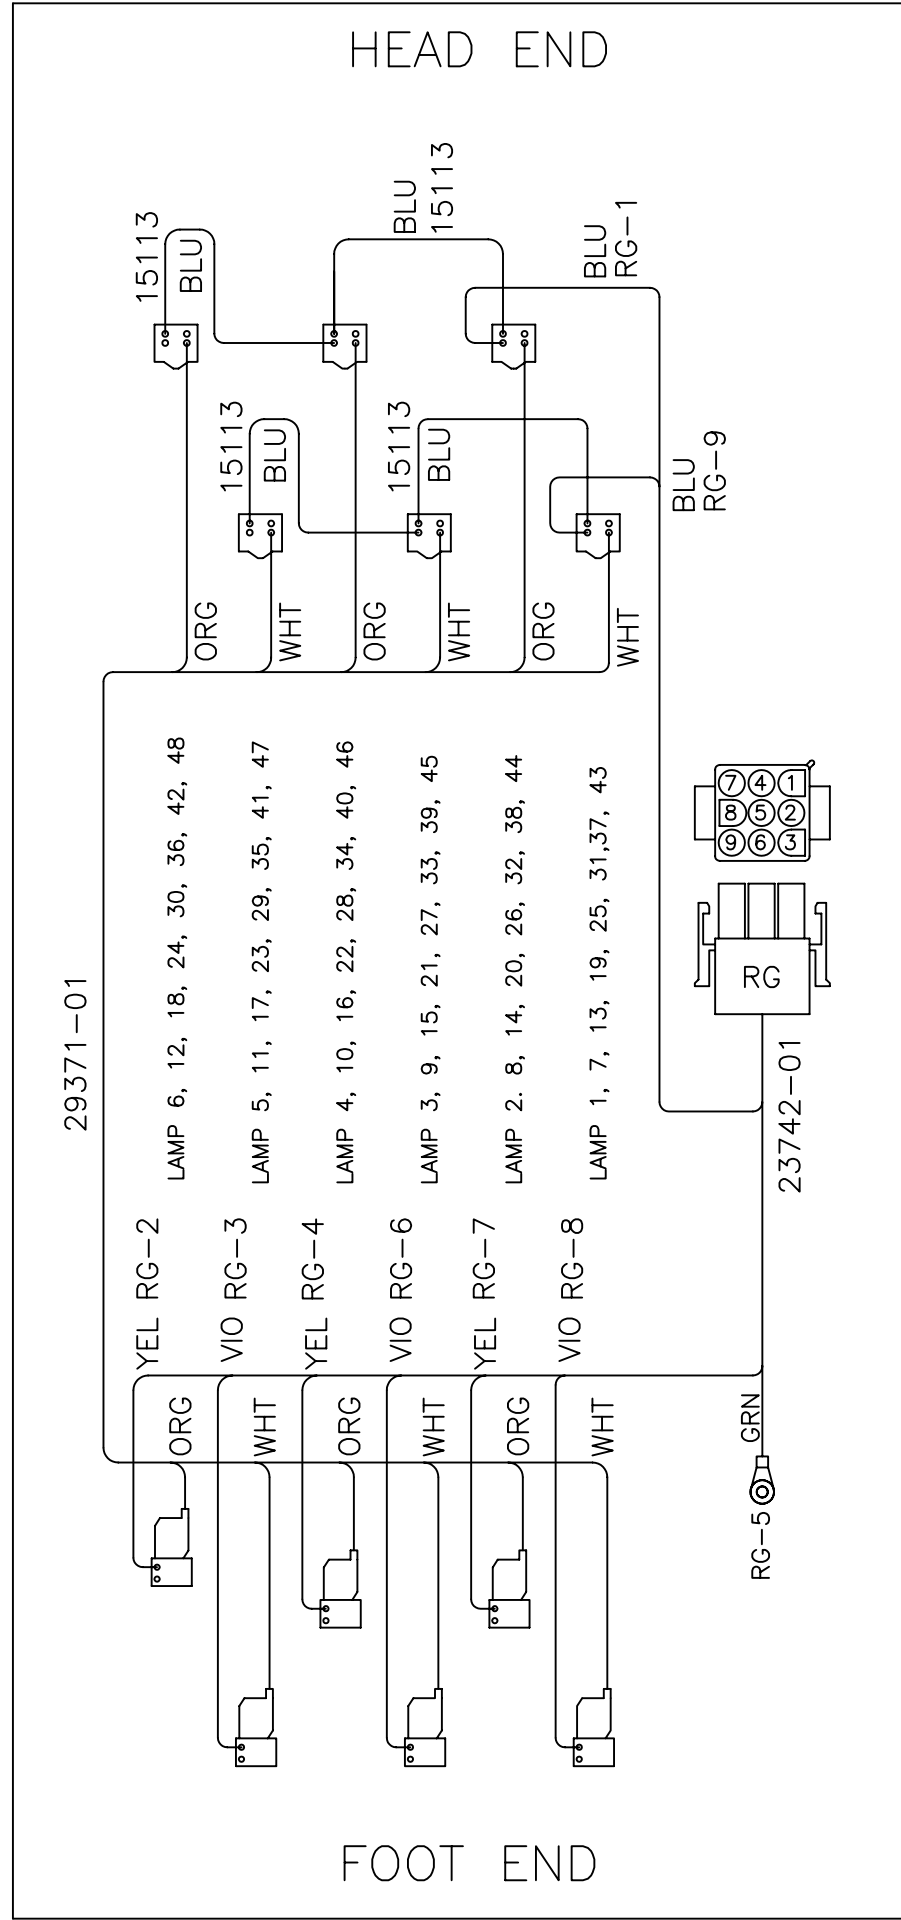 HEAD END
15113
BLU
BLU
15113
BLU
RG-1
15113
BLU
15113
BLU
BLU
RG-9
ORG
WHT
ORG
WHT
ORG
WHT
29371-01
LAMP 6, 12, 18, 24, 30, 36, 42, 48
LAMP 5, 11, 17, 23, 29, 35, 41, 47
LAMP 4, 10, 16, 22, 28, 34, 40, 46
LAMP 3, 9, 15, 21, 27, 33, 39, 45
LAMP 2. 8, 14, 20, 26, 32, 38, 44
LAMP 1, 7, 13, 19, 25, 31,37, 43
7 4 1
8 5 2
9 6 3
RG
23742-01
YEL RG-2
VIO RG-3
YEL RG-4
VIO RG-6
YEL RG-7
VIO RG-8
ORG
WHT
ORG
WHT
ORG
WHT
GRN
RG-5
FOOT END